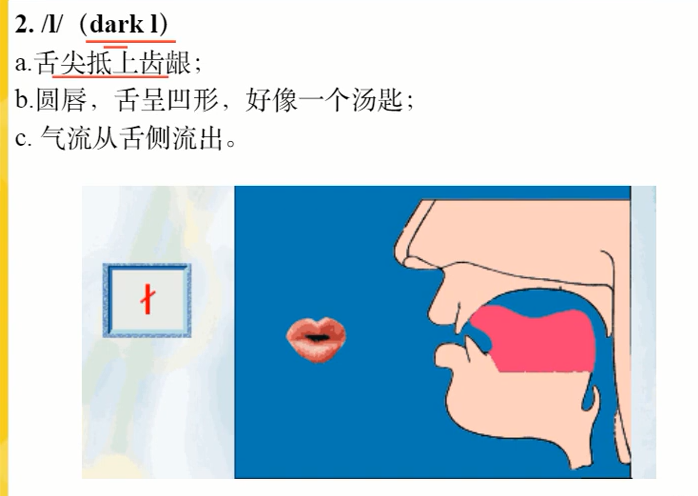 2. /l/（dark l）
a.舌尖抵上齿龈；
b.圆唇，舌呈凹形，好像一个汤匙；
c. 气流从舌侧流出。
ɫ